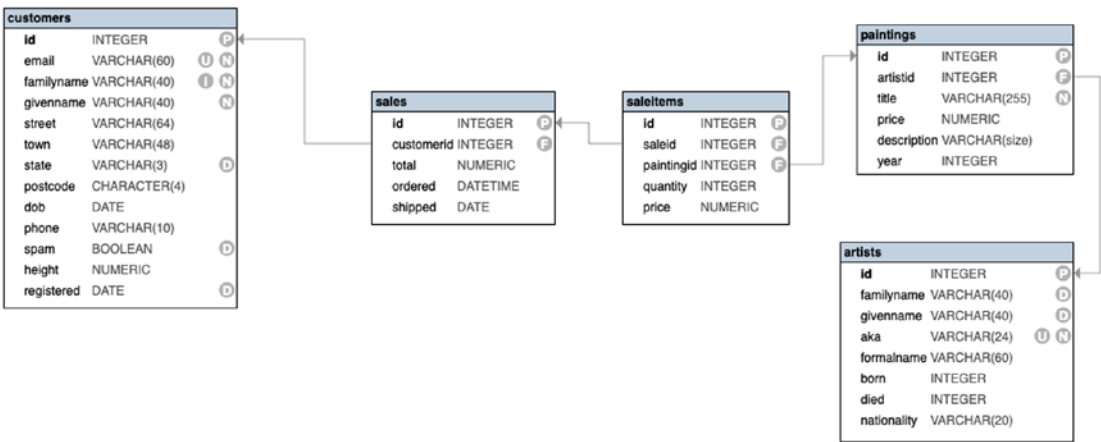 customers
id INTEGER P
email VARCHAR(60) U N
familyname VARCHAR(40) I N
givenname VARCHAR(40) N
street VARCHAR(64)
town VARCHAR(48)
state VARCHAR(3) D
postcode CHARACTER(4)
dob DATE
phone VARCHAR(10)
spam BOOLEAN D
height NUMERIC
registered DATE D
sales
id INTEGER P
customerid INTEGER F
total NUMERIC
ordered DATETIME
shipped DATE
saleitems
id INTEGER P
saleid INTEGER F
paintingid INTEGER F
quantity INTEGER
price NUMERIC
paintings
id INTEGER P
artistid INTEGER F
title VARCHAR(255) N
price NUMERIC
description VARCHAR(size)
year INTEGER
artists
id INTEGER P
familyname VARCHAR(40) D
givenname VARCHAR(40) D
aka VARCHAR(24) U N
formalname VARCHAR(60)
born INTEGER
died INTEGER
nationality VARCHAR(20)